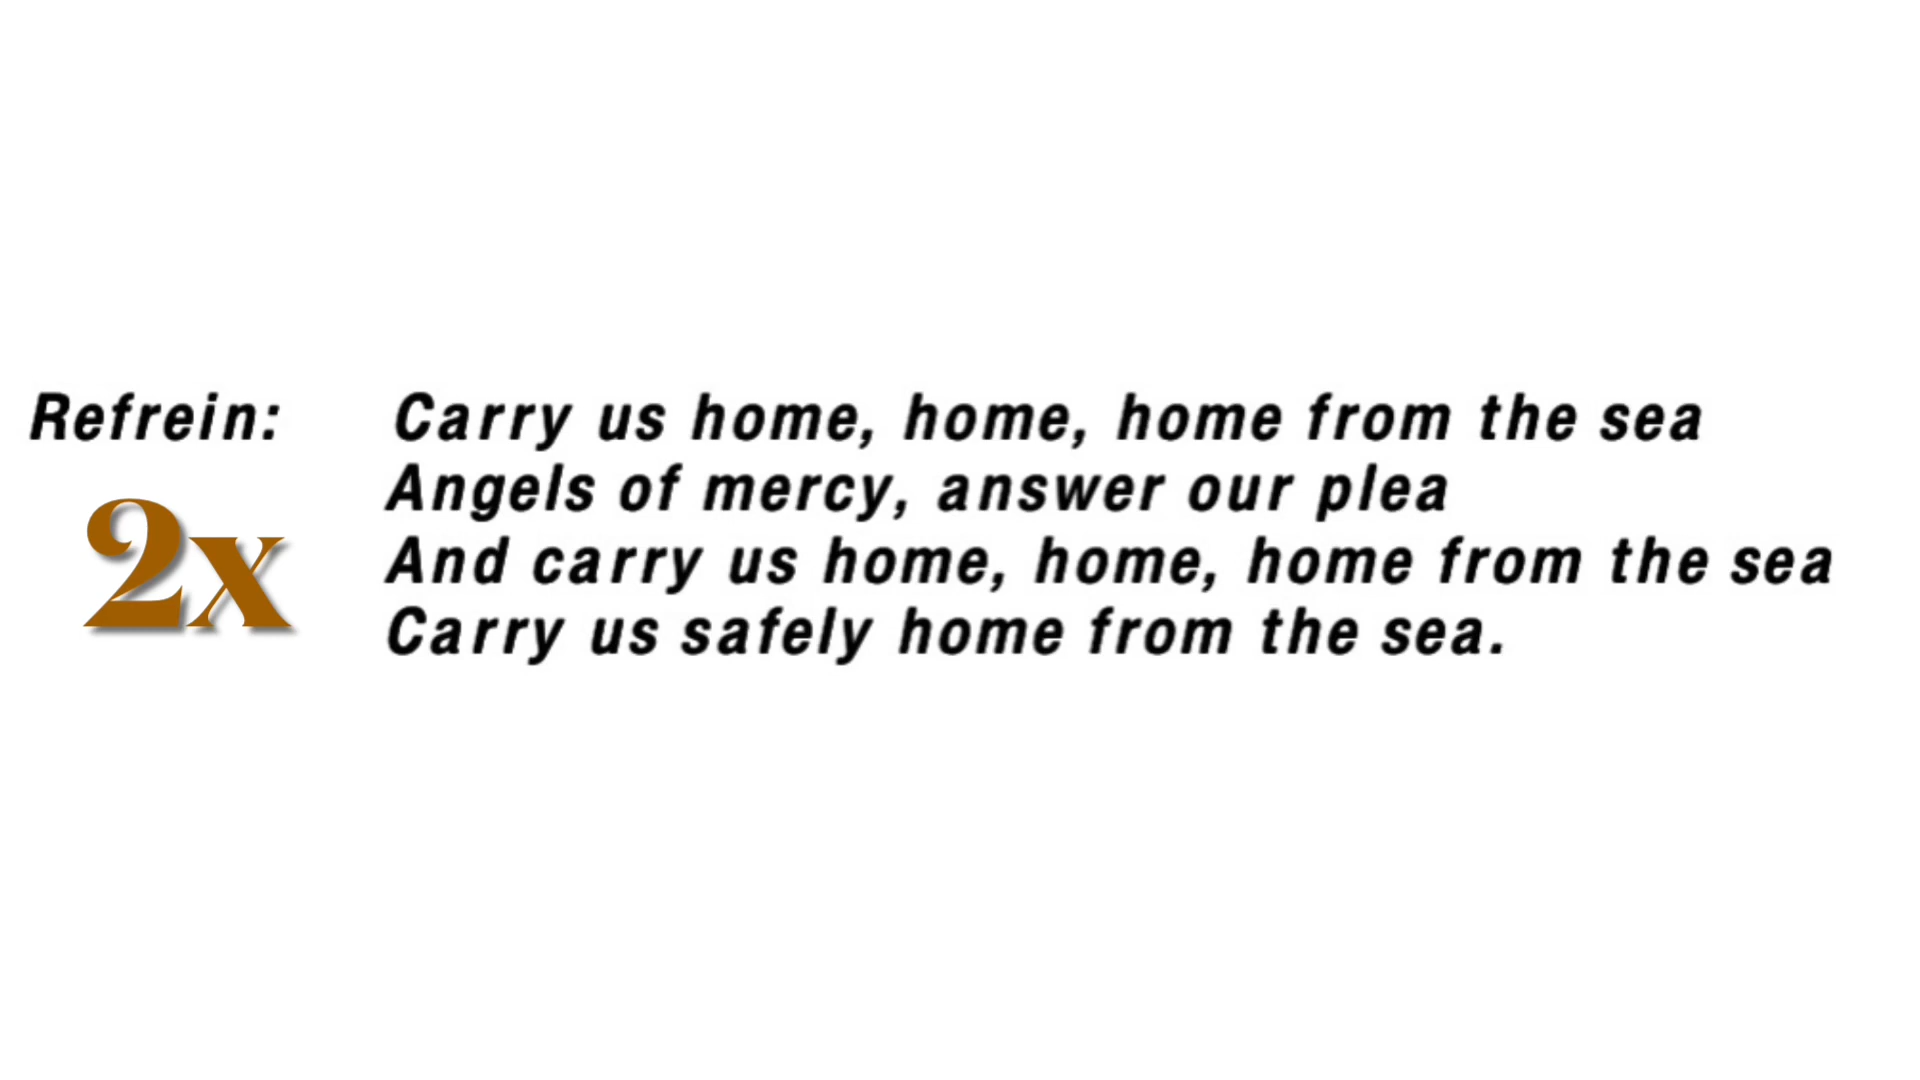 Refrein: Carry us home, home, home from the sea
Angels of mercy, answer our plea
2x
And carry us home, home, home from the sea
Carry us safely home from the sea.